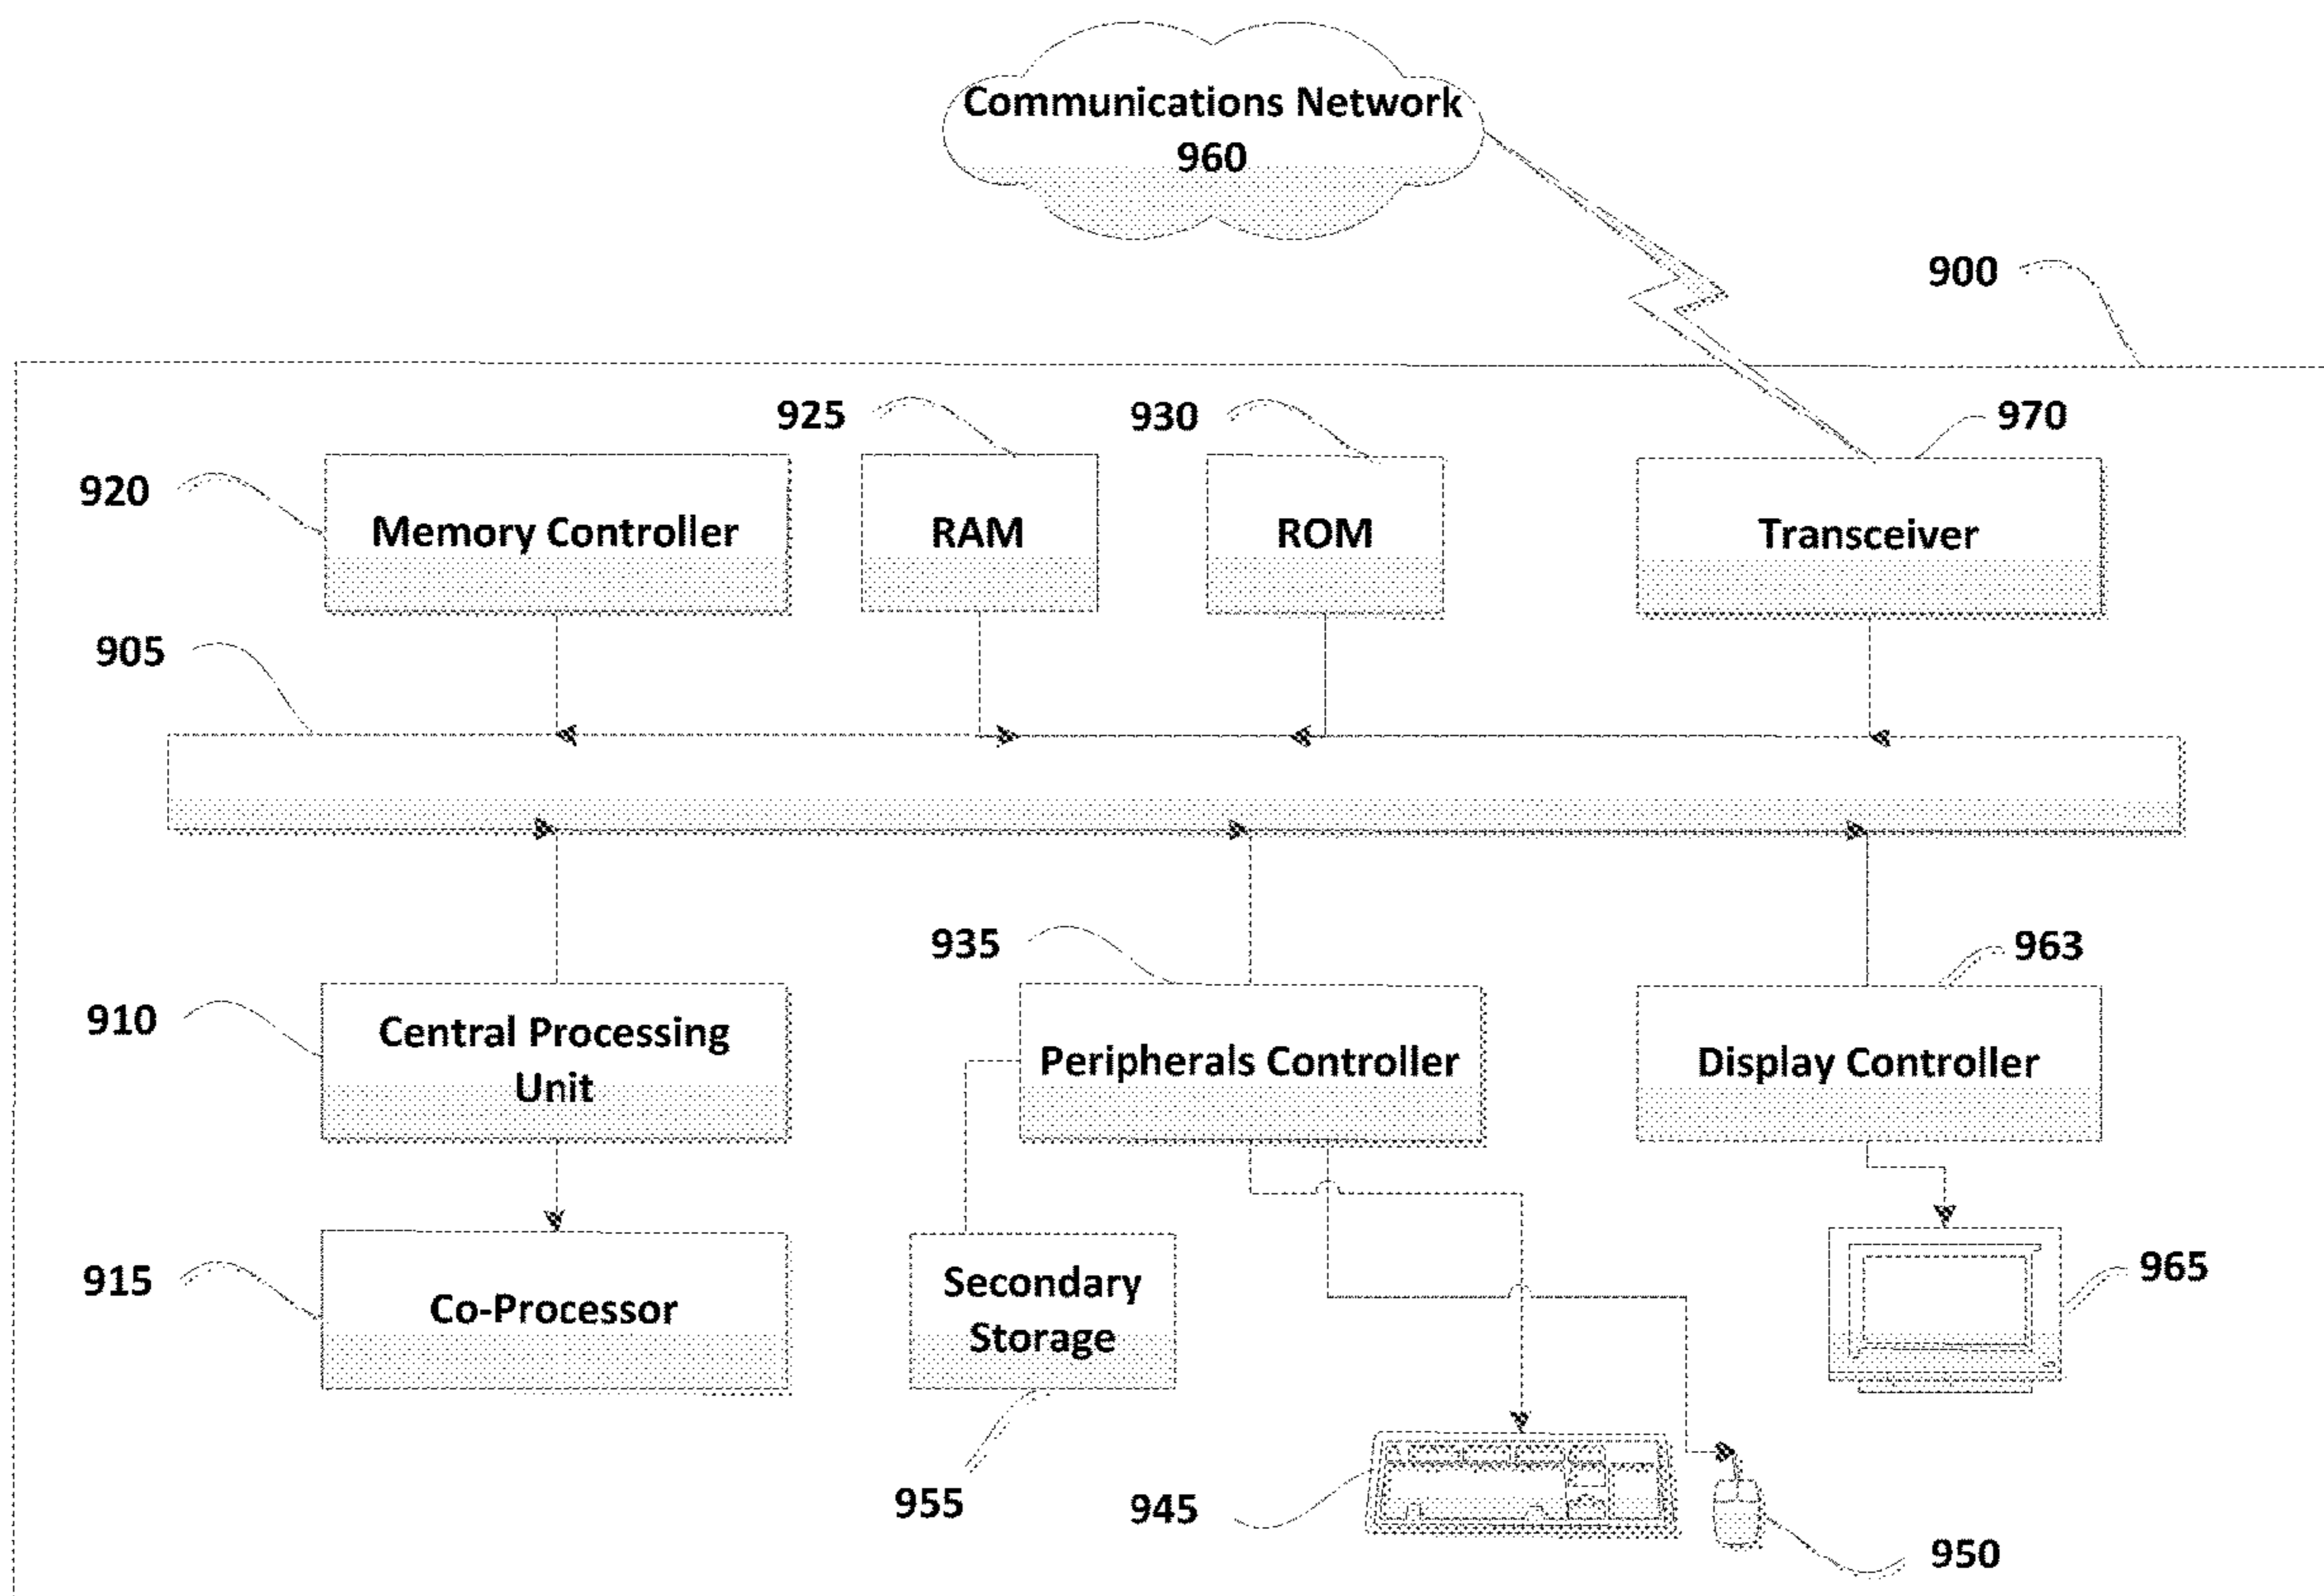 Communications Network
960
900
925
930
970
920
Memory Controller
RAM
ROM
Transceiver
905
935
963
910
Central Processing
Unit
Peripherals Controller
Display Controller
915
Co-Processor
Secondary
Storage
965
955
945
950